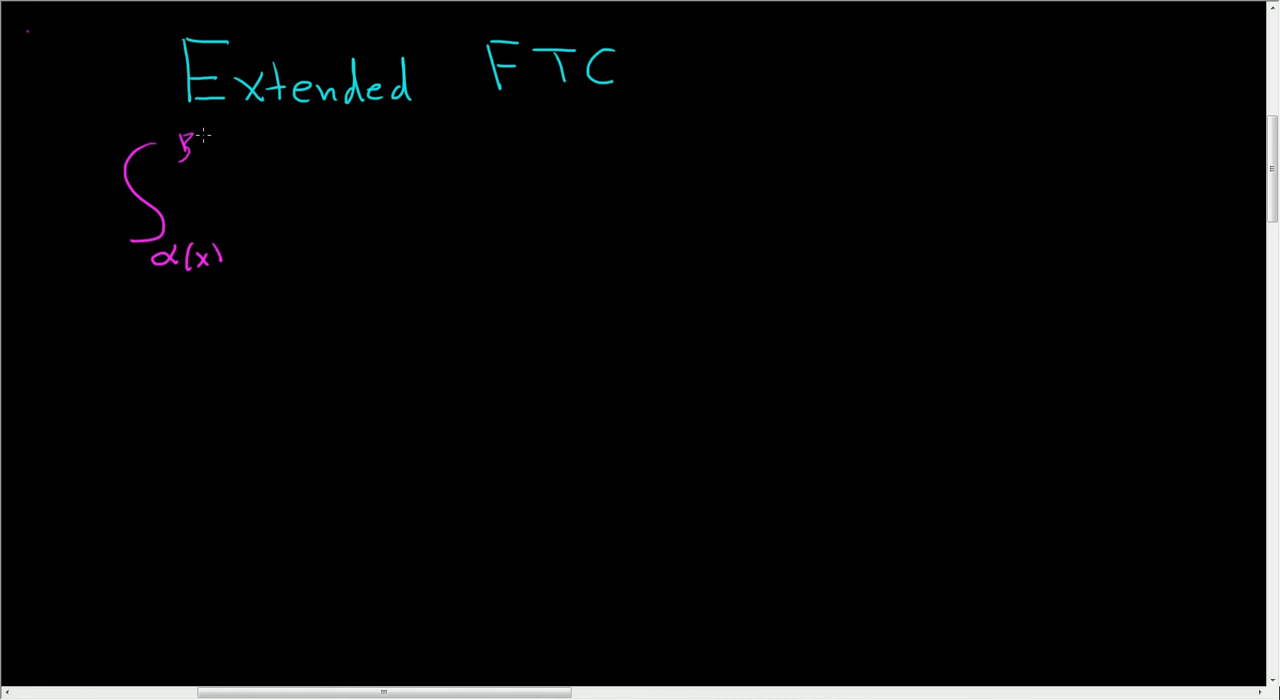 Extended FTC
∫ β
α(x)